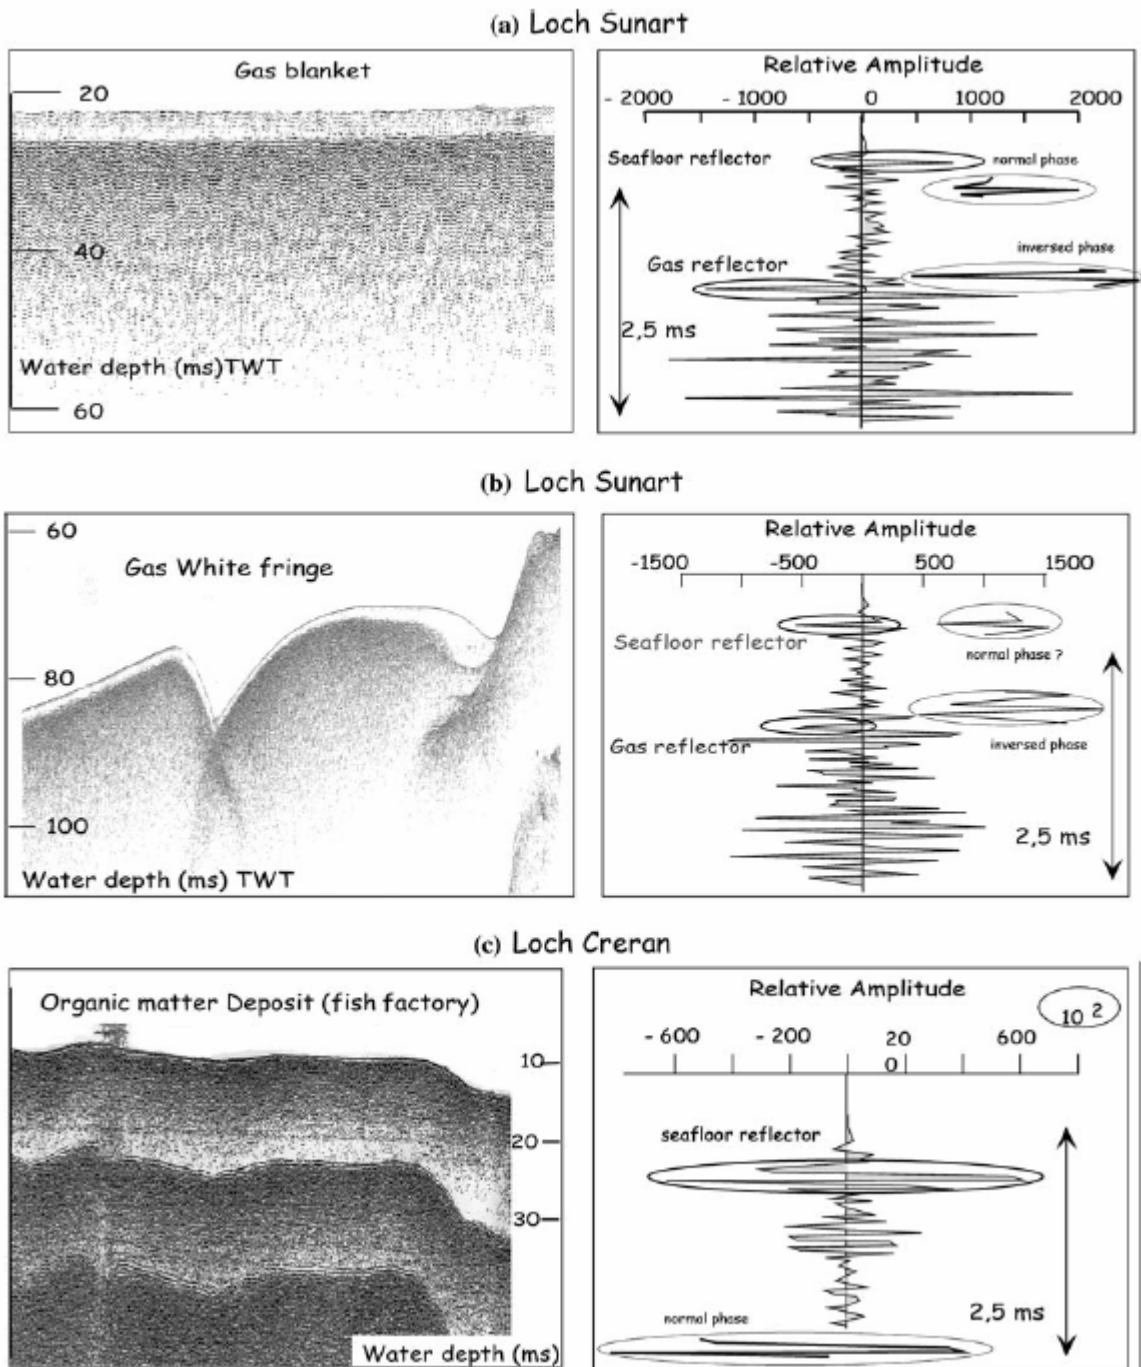 (a) Loch Sunart
Gas blanket
20
40
Water depth (ms)TWT
60
Relative Amplitude
- 2000 -1000 0 1000 2000
Seafloor reflector
normal phase
inversed phase
Gas reflector
2,5 ms
(b) Loch Sunart
60
Gas White fringe
80
100
Water depth (ms) TWT
Relative Amplitude
-1500 -500 500 1500
Seafloor reflector
normal phase ?
Gas reflector
inversed phase
2,5 ms
(c) Loch Creran
Organic matter Deposit (fish factory)
10
20
30
Water depth (ms)
Relative Amplitude
10 2
- 600 - 200 20 600
0
seafloor reflector
2,5 ms
normal phase